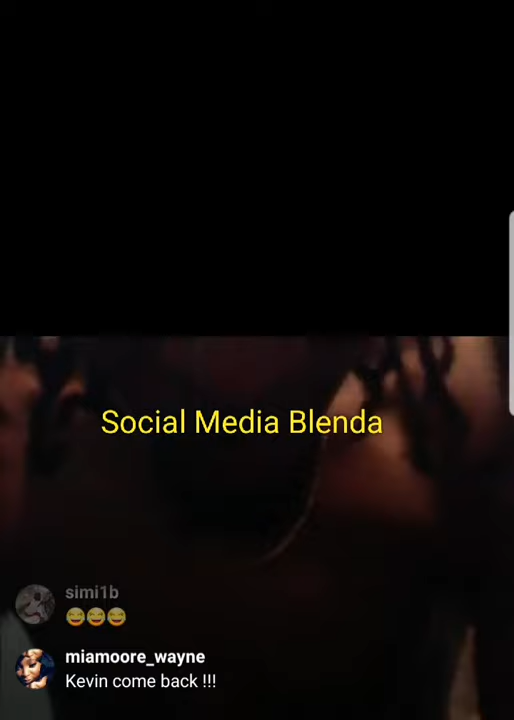 Social Media Blenda
simi1b
😆😆😆
miamoore_wayne
Kevin come back !!!